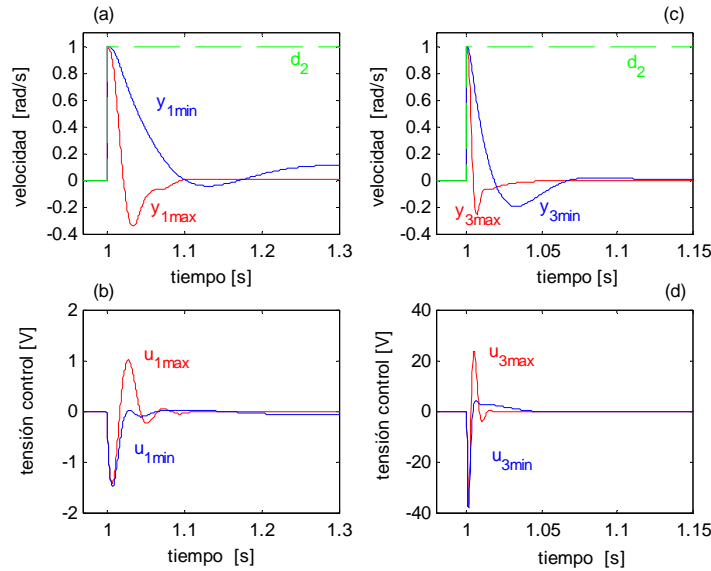 (a)
1
0.8
0.6
0.4
0.2
0
-0.2
-0.4
velocidad [rad/s]
d2
y1min
y1max
1 1.1 1.2 1.3
tiempo [s]
(c)
1
0.8
0.6
0.4
0.2
0
-0.2
-0.4
velocidad [rad/s]
d2
y3max
y3min
1 1.05 1.1 1.15
tiempo [s]
(b)
2
1
0
-1
-2
tensión control [V]
u1max
u1min
1 1.1 1.2 1.3
tiempo [s]
(d)
40
20
0
-20
-40
tensión control [V]
u3max
u3min
1 1.05 1.1 1.15
tiempo [s]